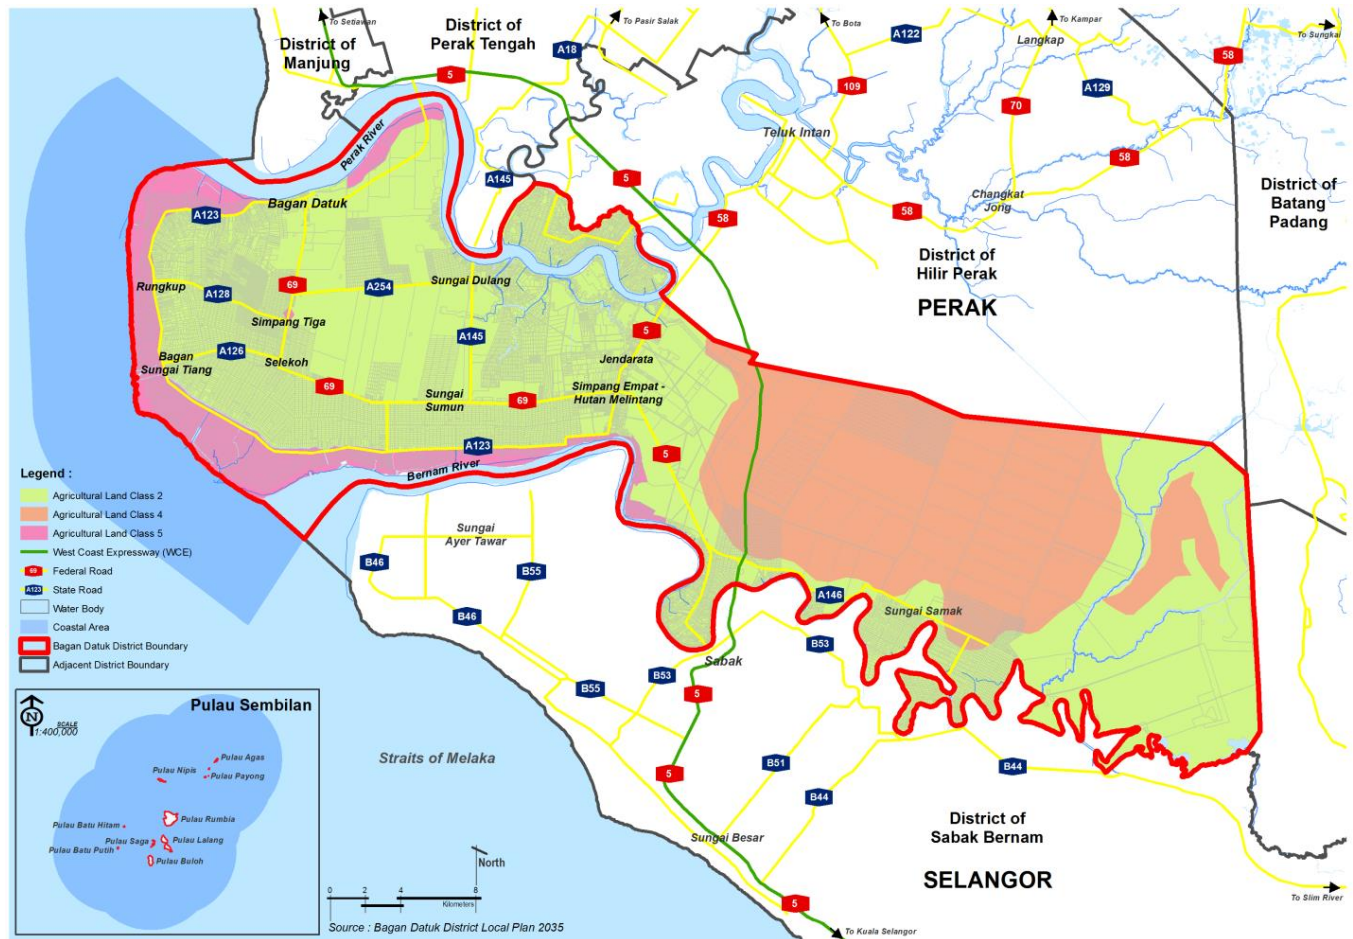 To Setiawan
District of
Manjung
District of
Perak Tengah
To Pasir Salak
To Bota
To Kampar
To Sungkai
A18
5
A122
Langkap
58
109
A129
70
Teluk Intan
Perak River
A145
5
58
Changkat
Jong
58
58
District of
Batang
Padang
A123
Bagan Datuk
District of
Hilir Perak
PERAK
Rungkup
A128
69
A254
Sungai Dulang
Simpang Tiga
A145
5
Bagan
Sungai Tiang
A126
Selekoh
69
Jendarata
Simpang Empat -
Hutan Melintang
Sungai
Sumun
69
A123
5
Bernam River
Legend :
Agricultural Land Class 2
Agricultural Land Class 4
Agricultural Land Class 5
West Coast Expressway (WCE)
69
Federal Road
A123
State Road
Water Body
Coastal Area
Bagan Datuk District Boundary
Adjacent District Boundary
Sungai
Ayer Tawar
B46
B55
B46
A146
Sungai Samak
B53
Sabak
B53
B55
5
5
B51
B44
B44
Straits of Melaka
District of
Sabak Bernam
SELANGOR
Sungai Besar
5
To Kuala Selangor
To Slim River
Pulau Sembilan
N
SCALE
1:400,000
Pulau Agas
Pulau Nipis
Pulau Payong
Pulau Rumbia
Pulau Batu Hitam
Pulau Saga
Pulau Lalang
Pulau Batu Putih
Pulau Buloh
North
0
2
4
8
Kilometers
Source : Bagan Datuk District Local Plan 2035